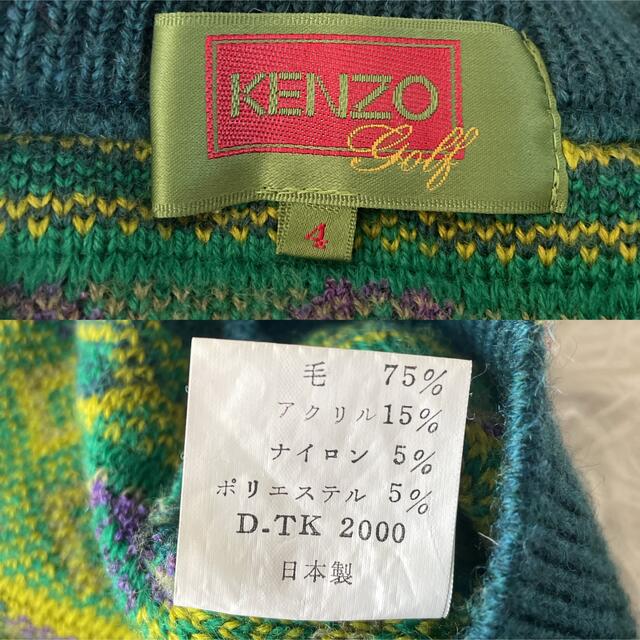 KENZO
Golf
4
毛 75%
アクリル 15%
ナイロン 5%
ポリエステル 5%
D-TK 2000
日本製